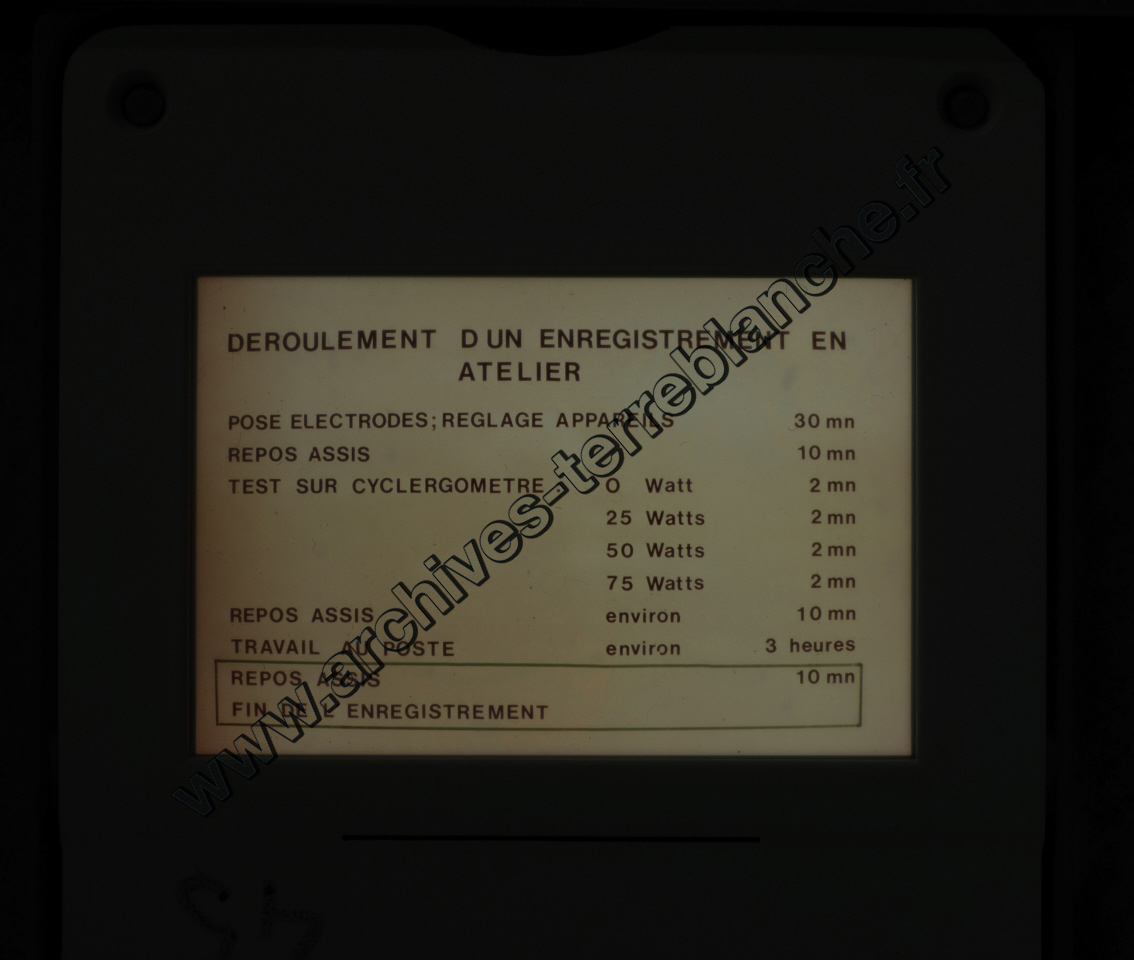 DEROULEMENT D UN ENREGISTREMENT EN
ATELIER
POSE ELECTRODES; REGLAGE APPAREILS 30 mn
REPOS ASSIS 10 mn
TEST SUR CYCLERGOMETRE 0 Watt 2 mn
25 Watts 2 mn
50 Watts 2 mn
75 Watts 2 mn
REPOS ASSIS environ 10 mn
TRAVAIL AU POSTE environ 3 heures
REPOS ASSIS 10 mn
FIN DE L ENREGISTREMENT
www.archives-terreblanche.fr